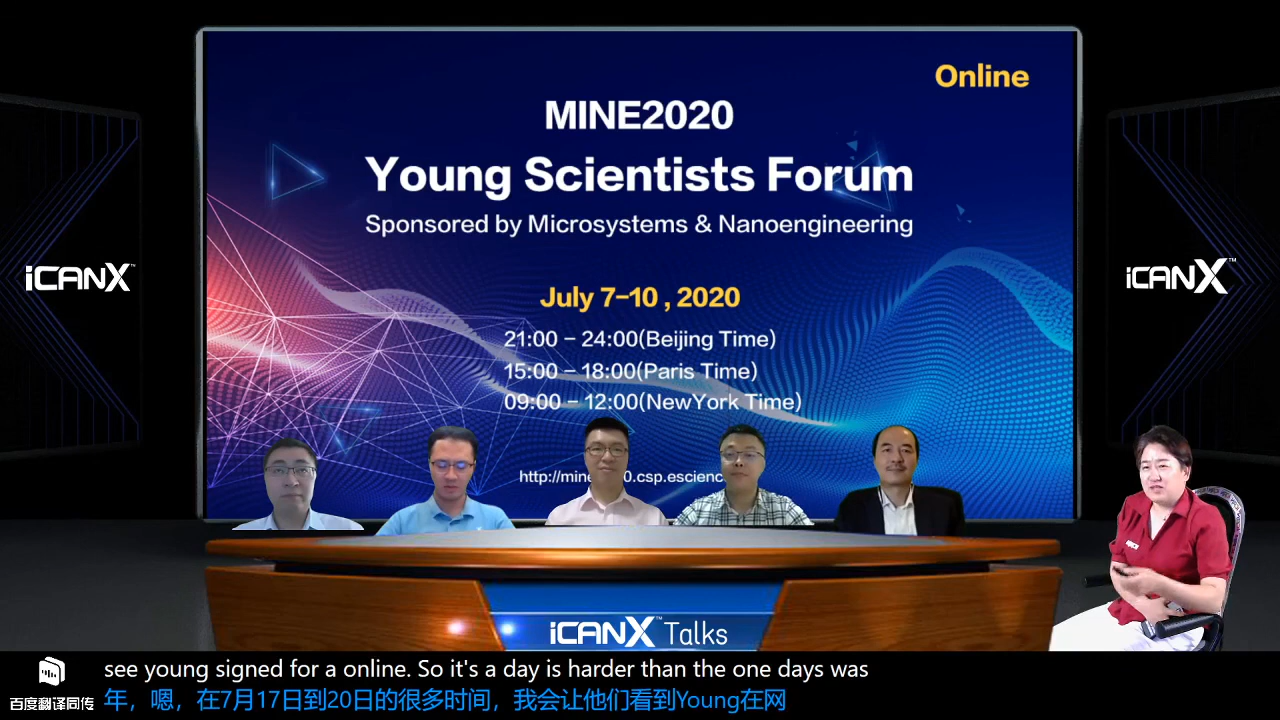 Online
MINE2020
Young Scientists Forum
Sponsored by Microsystems & Nanoengineering
July 7-10 , 2020
21:00 - 24:00(Beijing Time)
15:00 - 18:00(Paris Time)
09:00 - 12:00(NewYork Time)
iCANX™
iCANX™
iCANX™ Talks
see young signed for a online. So it's a day is harder than the one days was
百度翻译同传
年，嗯，在7月17日到20日的很多时间，我会让他们看到Young在网